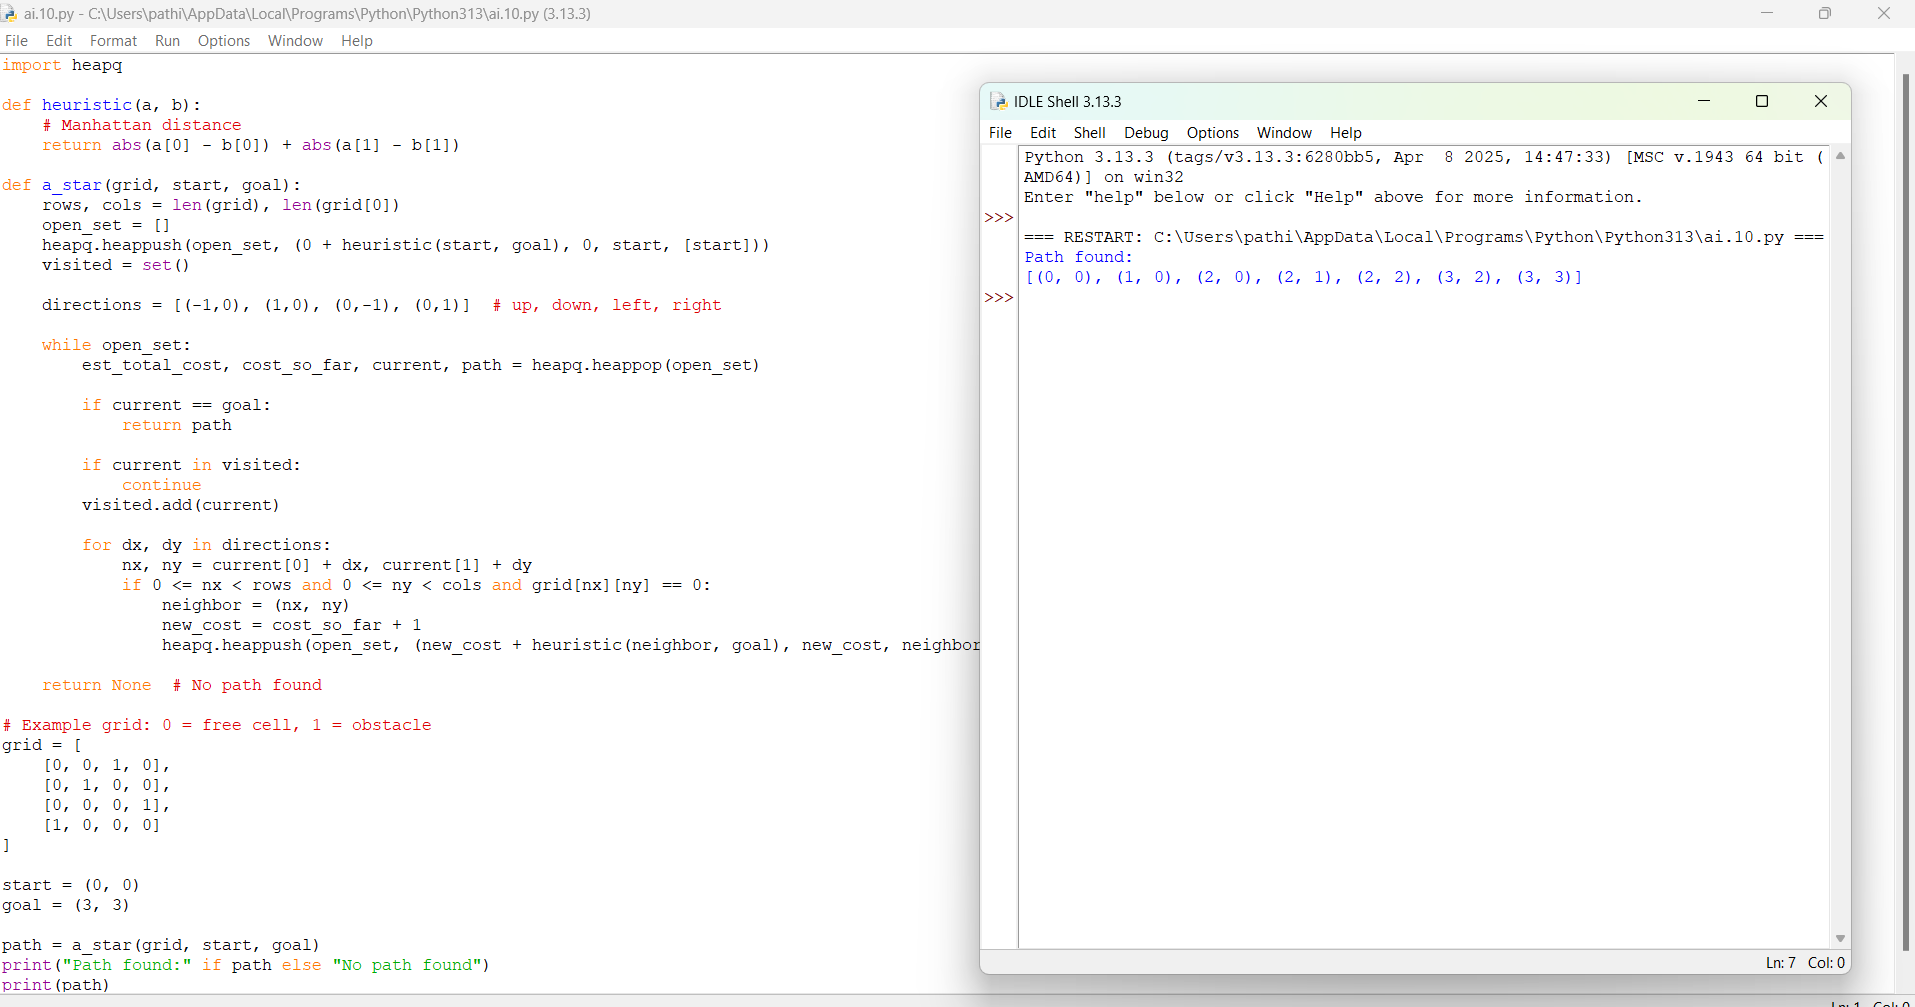 ai.10.py - C:\Users\pathi\AppData\Local\Programs\Python\Python313\ai.10.py (3.13.3)
File Edit Format Run Options Window Help
import heapq

def heuristic(a, b):
    # Manhattan distance
    return abs(a[0] - b[0]) + abs(a[1] - b[1])

def a_star(grid, start, goal):
    rows, cols = len(grid), len(grid[0])
    open_set = []
    heapq.heappush(open_set, (0 + heuristic(start, goal), 0, start, [start]))
    visited = set()

    directions = [(-1,0), (1,0), (0,-1), (0,1)]  # up, down, left, right

    while open_set:
        est_total_cost, cost_so_far, current, path = heapq.heappop(open_set)

        if current == goal:
            return path

        if current in visited:
            continue
        visited.add(current)

        for dx, dy in directions:
            nx, ny = current[0] + dx, current[1] + dy
            if 0 <= nx < rows and 0 <= ny < cols and grid[nx][ny] == 0:
                neighbor = (nx, ny)
                new_cost = cost_so_far + 1
                heapq.heappush(open_set, (new_cost + heuristic(neighbor, goal), new_cost, neighbor

    return None  # No path found

# Example grid: 0 = free cell, 1 = obstacle
grid = [
    [0, 0, 1, 0],
    [0, 1, 0, 0],
    [0, 0, 0, 1],
    [1, 0, 0, 0]
]

start = (0, 0)
goal = (3, 3)

path = a_star(grid, start, goal)
print("Path found:" if path else "No path found")
print(path)
IDLE Shell 3.13.3
File Edit Shell Debug Options Window Help
Python 3.13.3 (tags/v3.13.3:6280bb5, Apr  8 2025, 14:47:33) [MSC v.1943 64 bit (
AMD64)] on win32
Enter "help" below or click "Help" above for more information.
>>>
=== RESTART: C:\Users\pathi\AppData\Local\Programs\Python\Python313\ai.10.py ===
Path found:
[(0, 0), (1, 0), (2, 0), (2, 1), (2, 2), (3, 2), (3, 3)]
>>>
Ln: 7 Col: 0